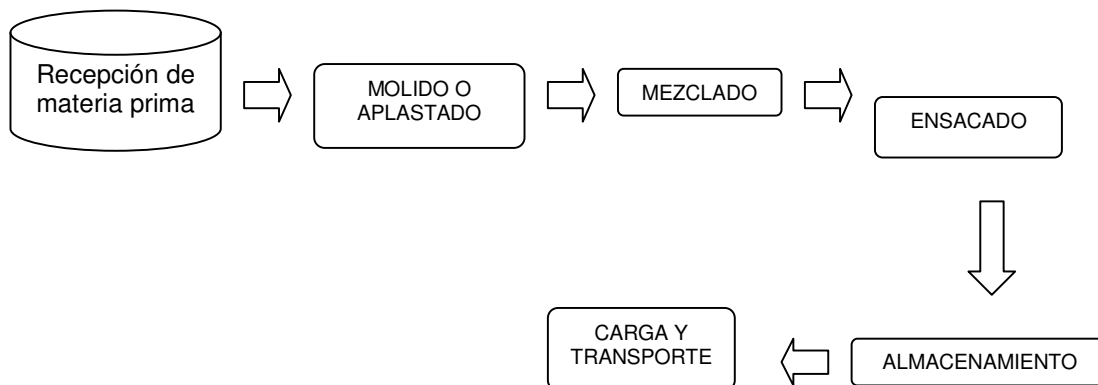 Recepción de
materia prima
MOLIDO O
APLASTADO
MEZCLADO
ENSACADO
CARGA Y
TRANSPORTE
ALMACENAMIENTO